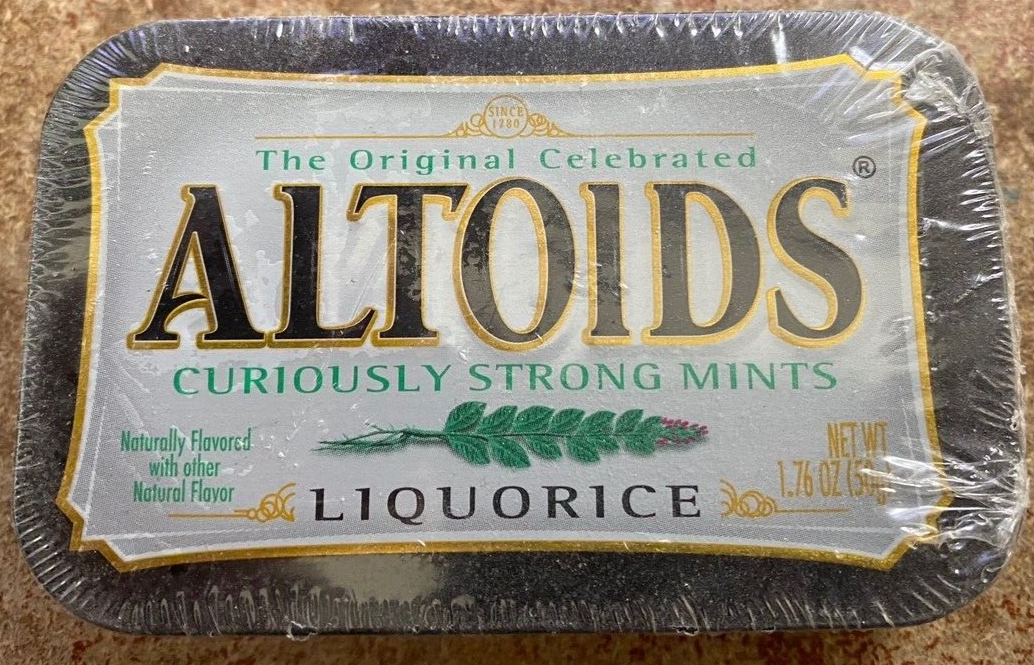 SINCE
1780
The Original Celebrated
ALTOIDS®
CURIOUSLY STRONG MINTS
Naturally Flavored
with other
Natural Flavor
LIQUORICE
NET WT
1.76 OZ (50g)